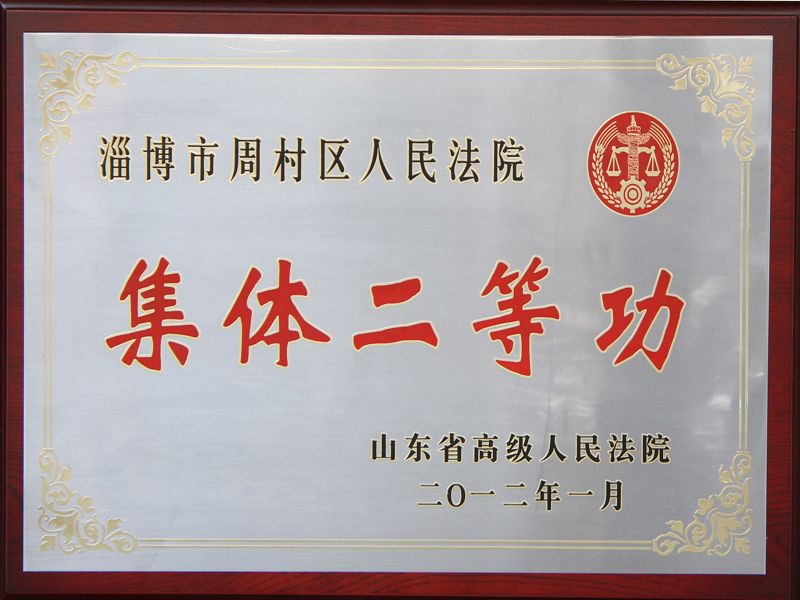 淄博市周村区人民法院
集体二等功
山东省高级人民法院
二〇一二年一月